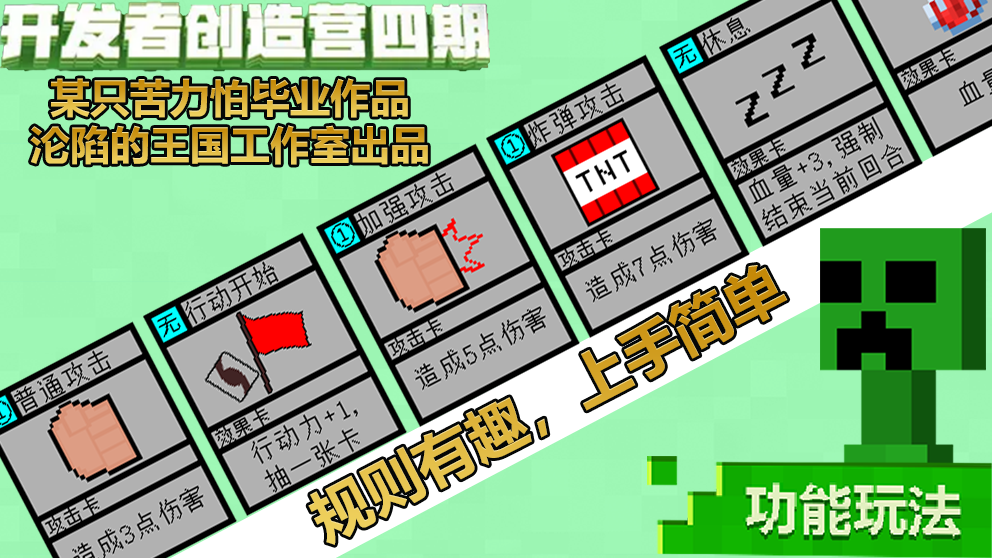 开发者创造营四期
某只苦力怕毕业作品
沦陷的王国工作室出品
①普通攻击
攻击卡
造成3点伤害
无 行动开始
效果卡
行动力+1,
抽一张卡
①加强攻击
攻击卡
造成5点伤害
①炸弹攻击
TNT
攻击卡
造成7点伤害
无 休息
Z Z Z
效果卡
血量+3,强制
结束当前回合
效果卡
血量
规则有趣，上手简单
功能玩法